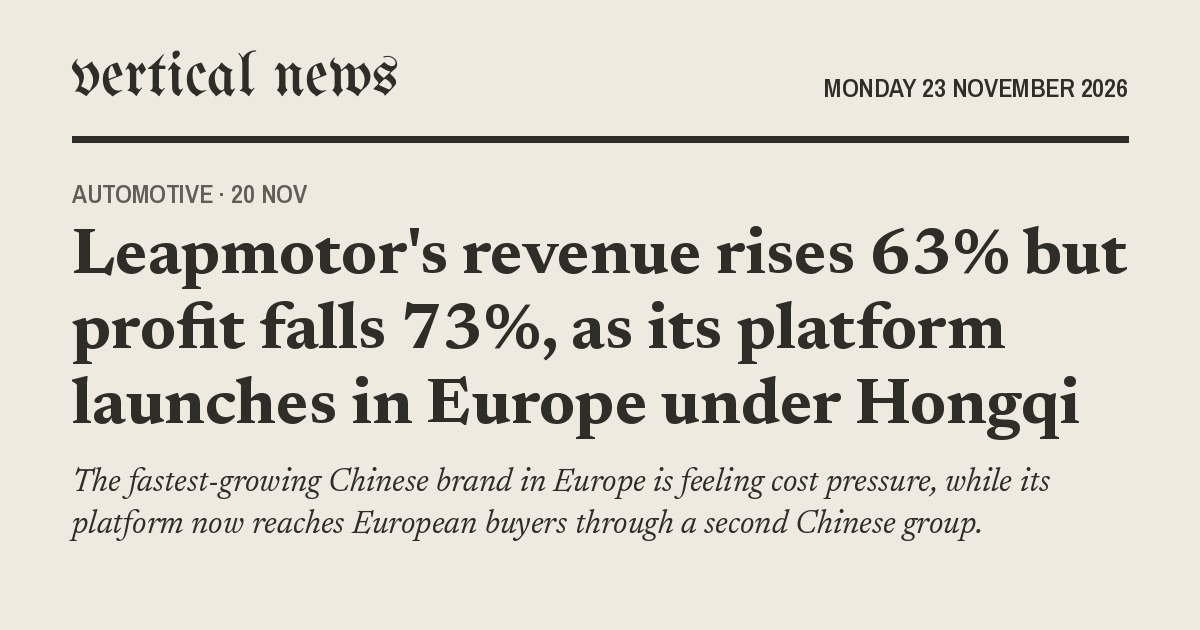 vertical news
MONDAY 23 NOVEMBER 2026
AUTOMOTIVE · 20 NOV
Leapmotor's revenue rises 63% but
profit falls 73%, as its platform
launches in Europe under Hongqi
The fastest-growing Chinese brand in Europe is feeling cost pressure, while its
platform now reaches European buyers through a second Chinese group.